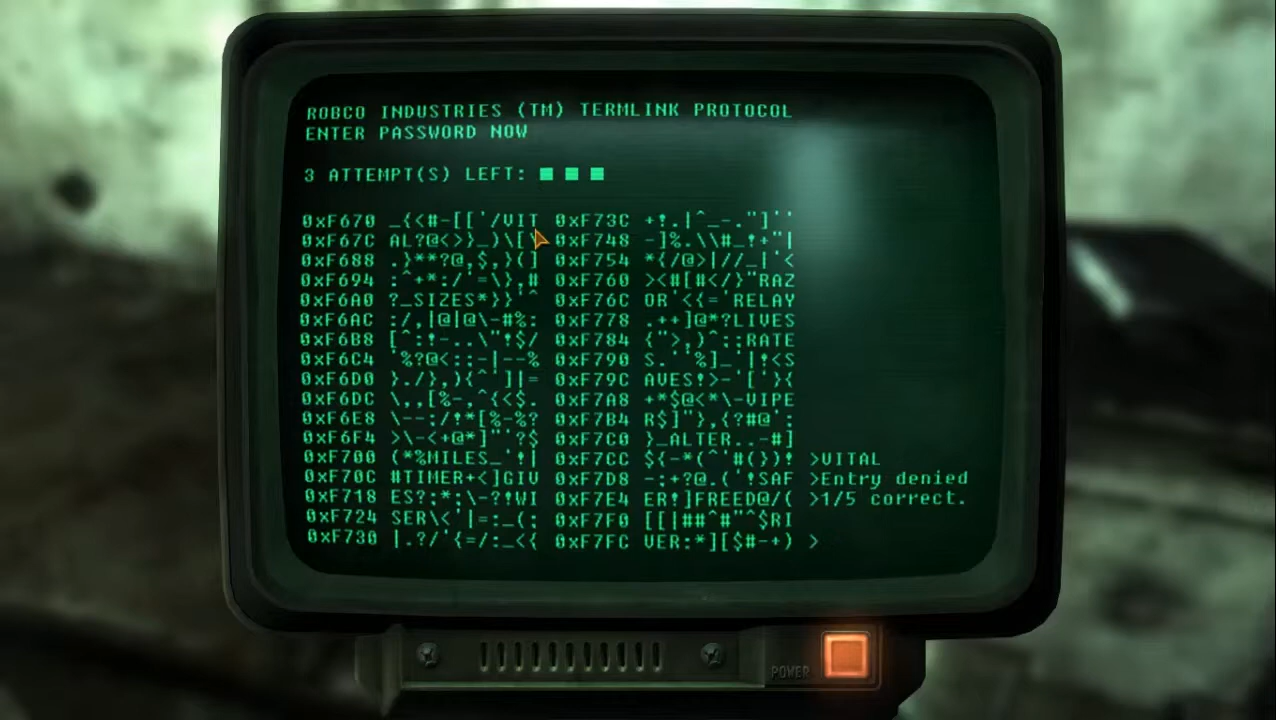 ROBCO INDUSTRIES (TM) TERMLINK PROTOCOL
ENTER PASSWORD NOW
3 ATTEMPT(S) LEFT: ■ ■ ■
0xF670 _{<#-[['/VIT 0xF73C +!.|^_-."]''
0xF67C AL?@<>}_)\[\ 0xF748 -]%.\\#_!+"|
0xF688 .}**?@,$,}(] 0xF754 *{/@>|//_|'<
0xF694 :^+*:/'=\},# 0xF760 ><#[#</}"RAZ
0xF6A0 ?_SIZES*}}'^ 0xF76C OR'<{='RELAY
0xF6AC :/,|@|@\-#%: 0xF778 .++]@*?LIVES
0xF6B8 [^:!-..\"!$/ 0xF784 {">,)^::RATE
0xF6C4 '%?@<::-|--% 0xF790 S.''%]_'|!<S
0xF6D0 }./},){^']|= 0xF79C AVES!>-'['}{
0xF6DC \,,[%-,^{<$. 0xF7A8 +*$@<*\-VIPE
0xF6E8 \--:/!*[%-%? 0xF7B4 R$]"},{?#@':
0xF6F4 >\-<+@*]"'?$ 0xF7C0 }_ALTER..-#]
0xF700 (*%MILES_'!| 0xF7CC ${-*(^'#(})! >VITAL
0xF70C #TIMER+<]GIV 0xF7D8 -:+?@.('!SAF >Entry denied
0xF718 ES?:*:\-?!WI 0xF7E4 ER!]FREED@/( >1/5 correct.
0xF724 SER\<'|=:_(: 0xF7F0 [[|##^#"^$RI
0xF730 |.?/'{=/:_<{ 0xF7FC VER:*][$#-+) >
POWER